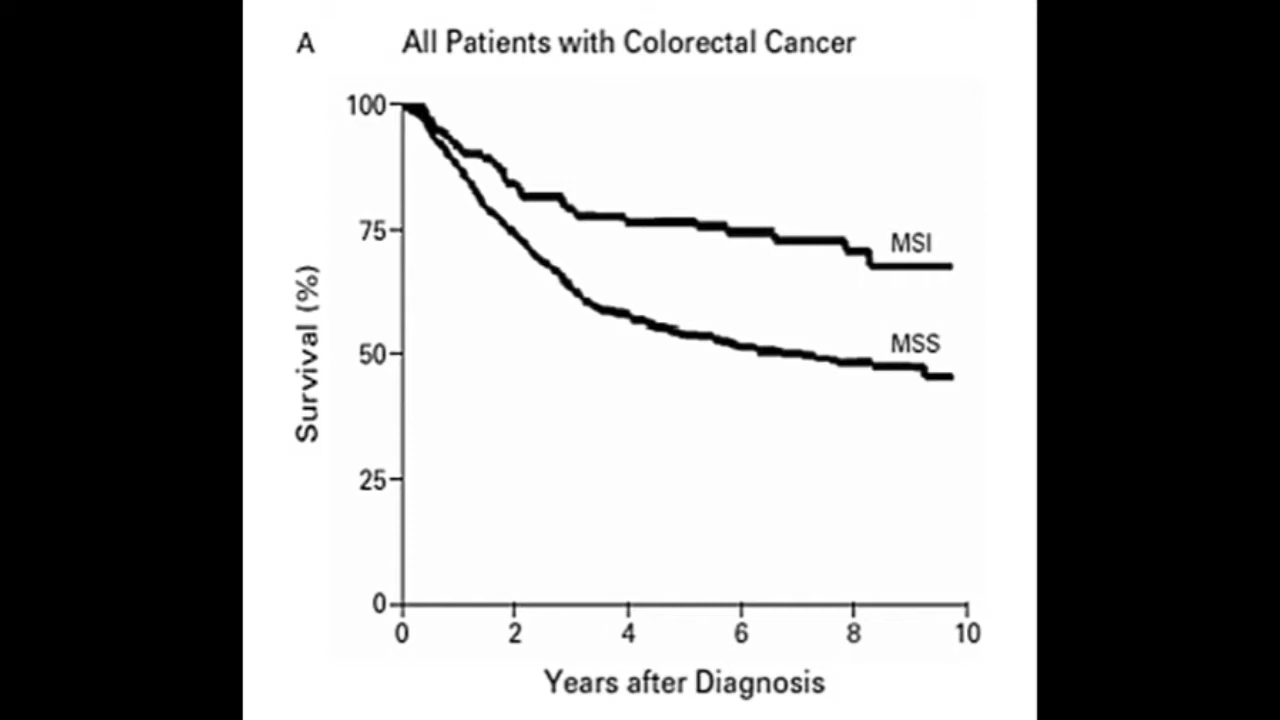 A All Patients with Colorectal Cancer
100
75
50
25
0
Survival (%)
MSI
MSS
0 2 4 6 8 10
Years after Diagnosis